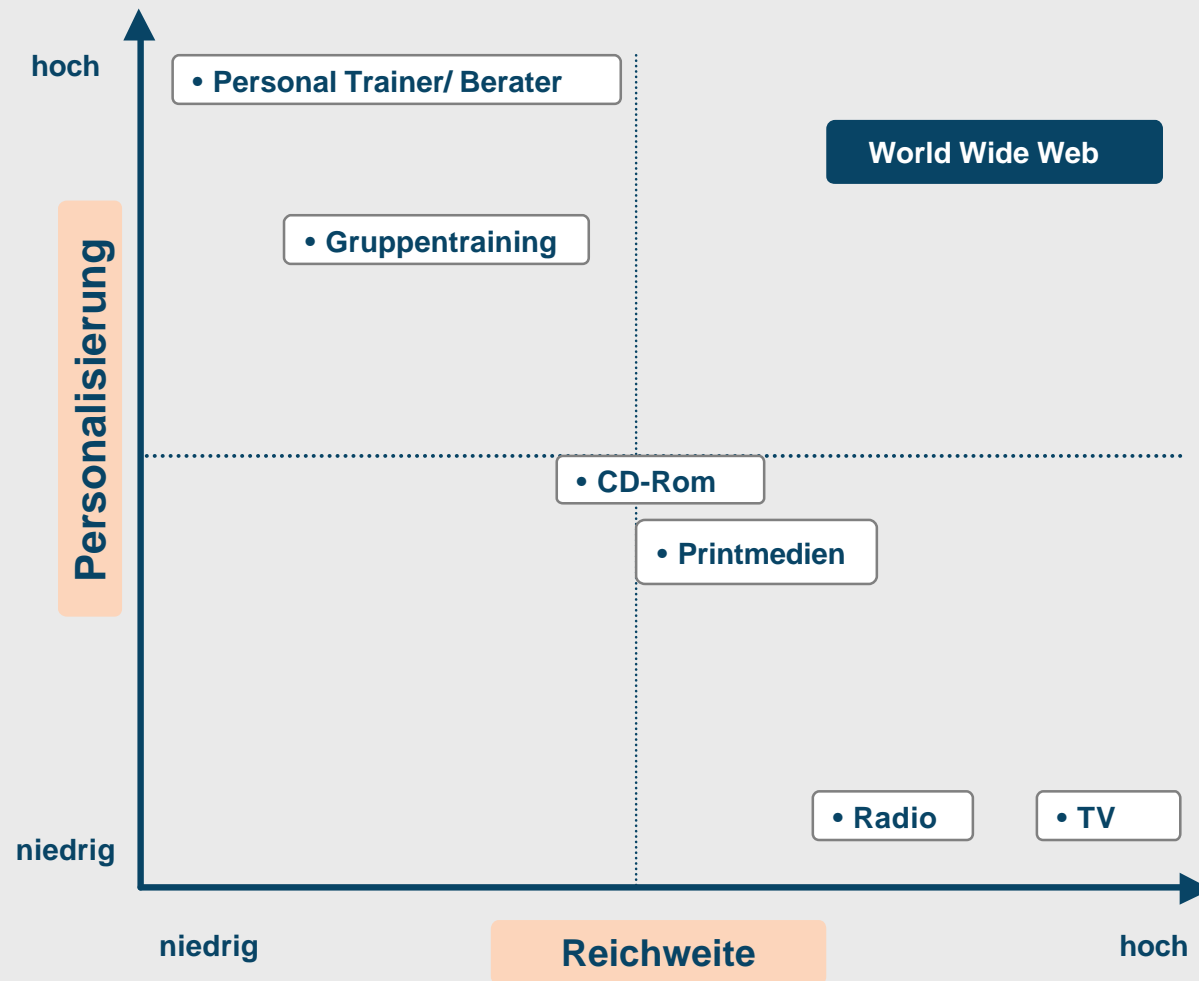 hoch
• Personal Trainer/ Berater
World Wide Web
• Gruppentraining
Personalisierung
• CD-Rom
• Printmedien
• Radio
• TV
niedrig
niedrig
Reichweite
hoch